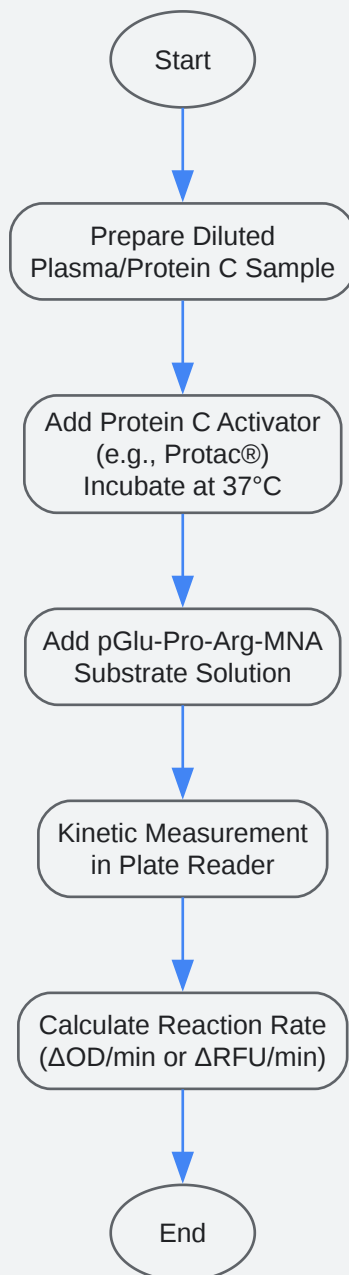 Start
Prepare Diluted
Plasma/Protein C Sample
Add Protein C Activator
(e.g., Protac®)
Incubate at 37°C
Add pGlu-Pro-Arg-MNA
Substrate Solution
Kinetic Measurement
in Plate Reader
Calculate Reaction Rate
(ΔOD/min or ΔRFU/min)
End